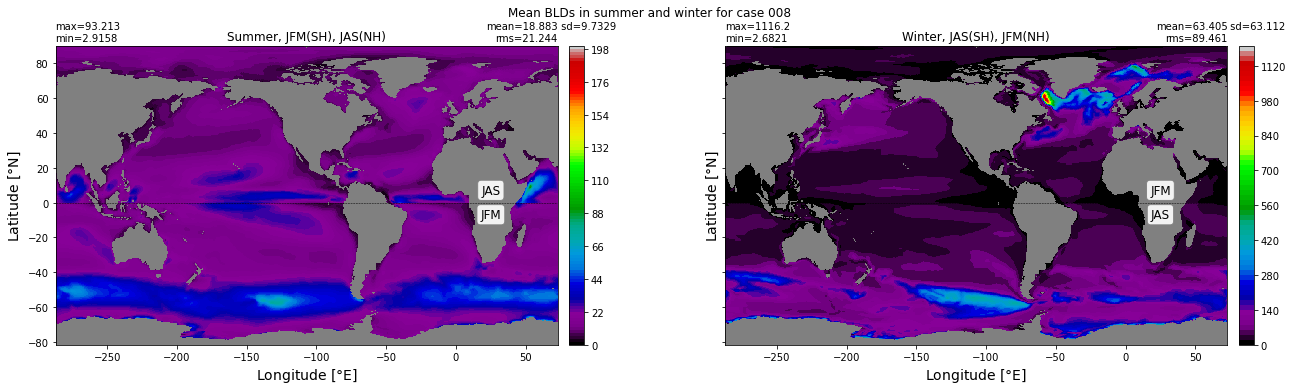 Mean BLDs in summer and winter for case 008
max=93.213
min=2.9158
Summer, JFM(SH), JAS(NH)
mean=18.883 sd=9.7329
rms=21.244
80
60
40
20
0
−20
−40
−60
−80
Latitude [°N]
JAS
JFM
−250
−200
−150
−100
−50
0
50
Longitude [°E]
198
176
154
132
110
88
66
44
22
0
max=1116.2
min=2.6821
Winter, JAS(SH), JFM(NH)
mean=63.405 sd=63.112
rms=89.461
80
60
40
20
0
−20
−40
−60
−80
Latitude [°N]
JFM
JAS
−250
−200
−150
−100
−50
0
50
Longitude [°E]
1120
980
840
700
560
420
280
140
0